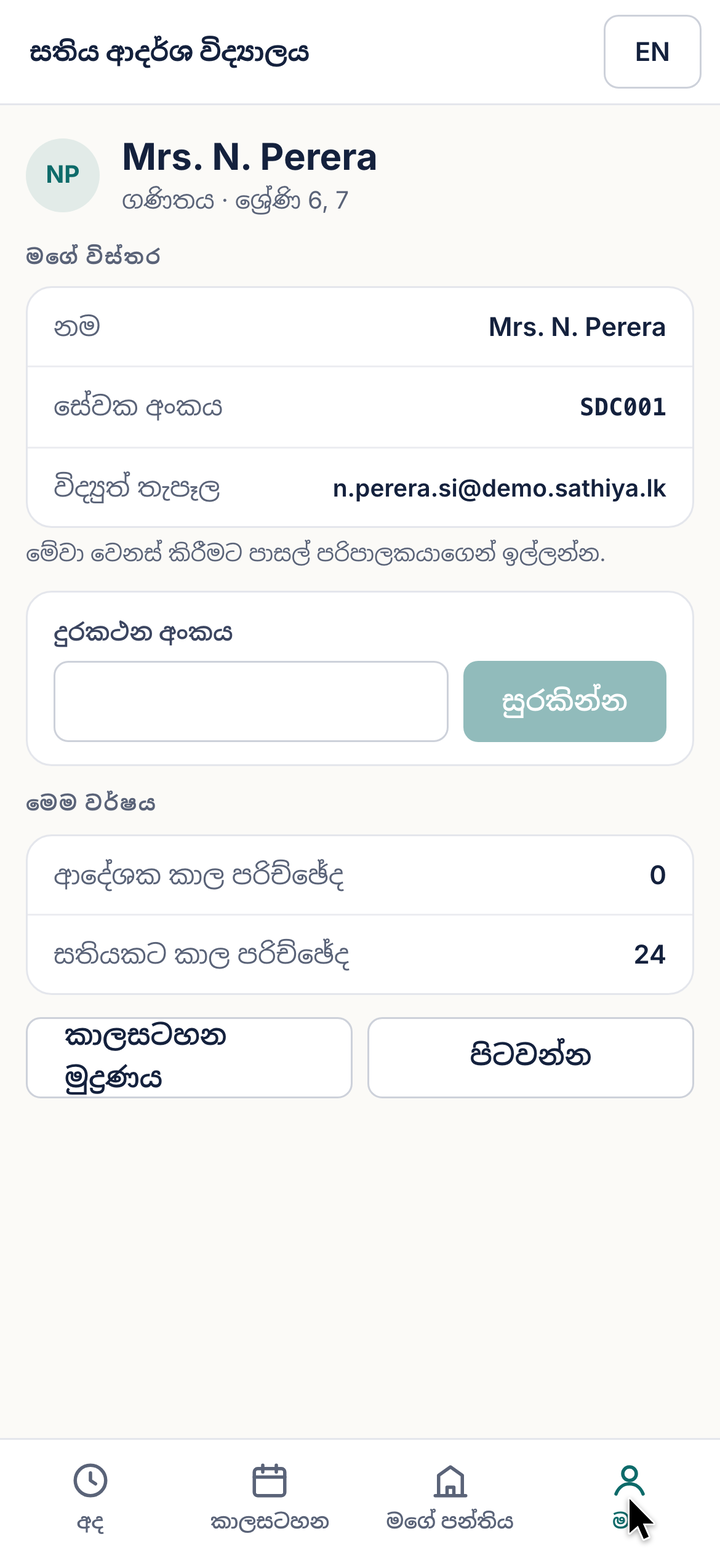 සතිය ආදර්ශ විද්‍යාලය
EN
NP
Mrs. N. Perera
ගණිතය · ශ්‍රේණි 6, 7
මගේ විස්තර
නම
Mrs. N. Perera
සේවක අංකය
SDC001
විද්‍යුත් තැපෑල
n.perera.si@demo.sathiya.lk
මේවා වෙනස් කිරීමට පාසල් පරිපාලකයාගෙන් ඉල්ලන්න.
දුරකථන අංකය
සුරකින්න
මෙම වර්ෂය
ආදේශක කාල පරිච්ඡේද
0
සතියකට කාල පරිච්ඡේද
24
කාලසටහන
මුද්‍රණය
පිටවන්න
අද
කාලසටහන
මගේ පන්තිය